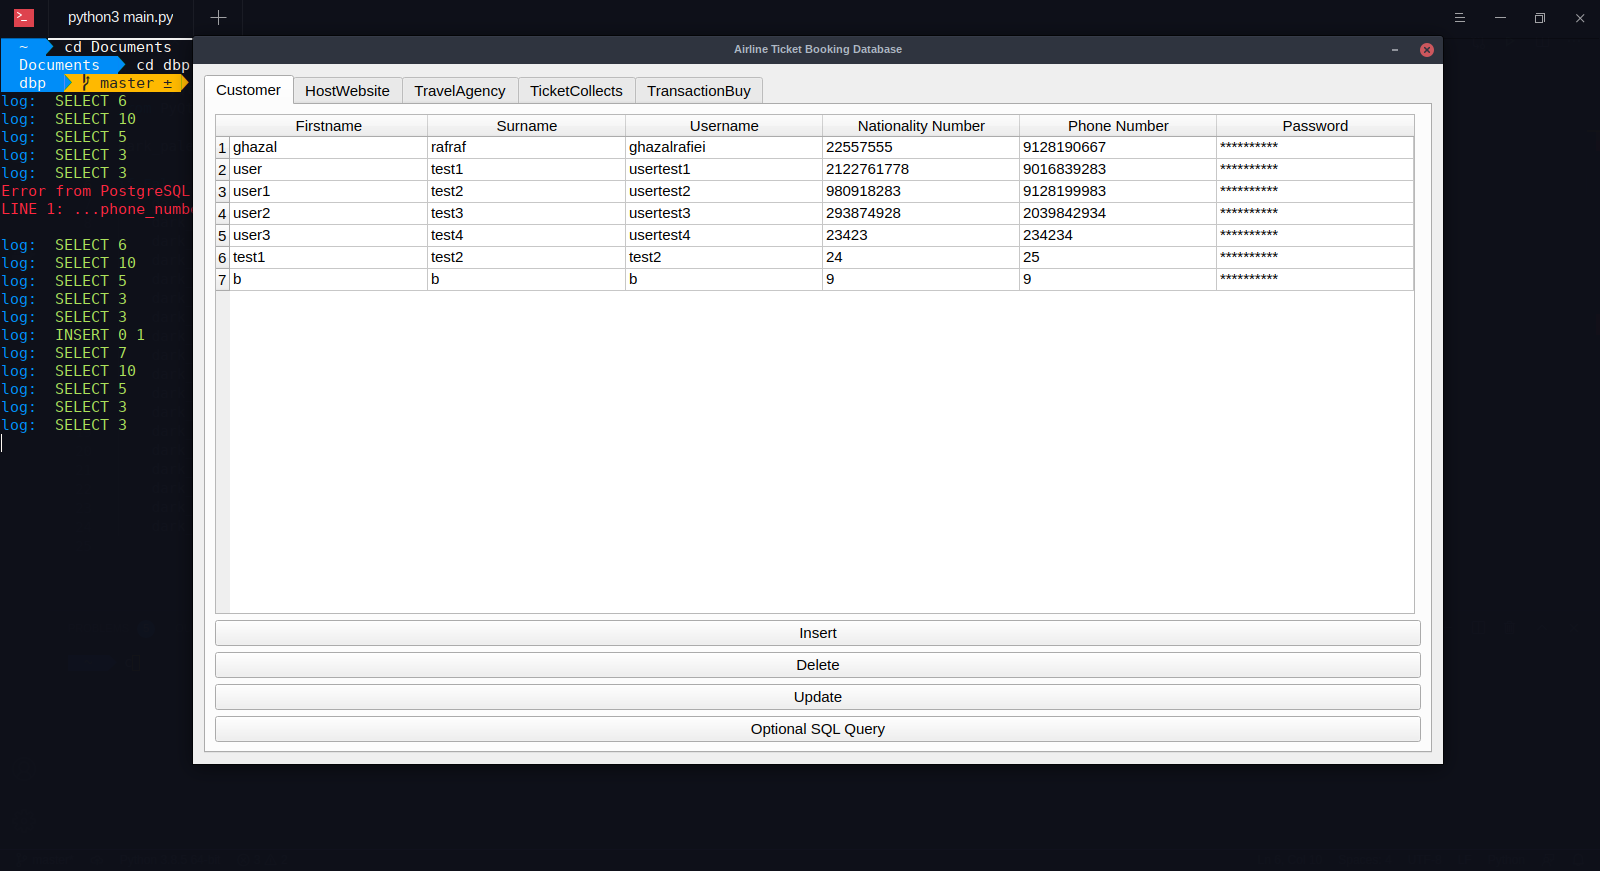 python3 main.py
~ cd Documents
Documents cd dbp
dbp master ±
log: SELECT 6
log: SELECT 10
log: SELECT 5
log: SELECT 3
log: SELECT 3
Error from PostgreSQL
LINE 1: ...phone_numb
log: SELECT 6
log: SELECT 10
log: SELECT 5
log: SELECT 3
log: SELECT 3
log: INSERT 0 1
log: SELECT 7
log: SELECT 10
log: SELECT 5
log: SELECT 3
log: SELECT 3
Airline Ticket Booking Database
Customer HostWebsite TravelAgency TicketCollects TransactionBuy
Firstname Surname Username Nationality Number Phone Number Password
1 ghazal rafraf ghazalrafiei 22557555 9128190667 **********
2 user test1 usertest1 2122761778 9016839283 **********
3 user1 test2 usertest2 980918283 9128199983 **********
4 user2 test3 usertest3 293874928 2039842934 **********
5 user3 test4 usertest4 23423 234234 **********
6 test1 test2 test2 24 25 **********
7 b b b 9 9 **********
Insert
Delete
Update
Optional SQL Query